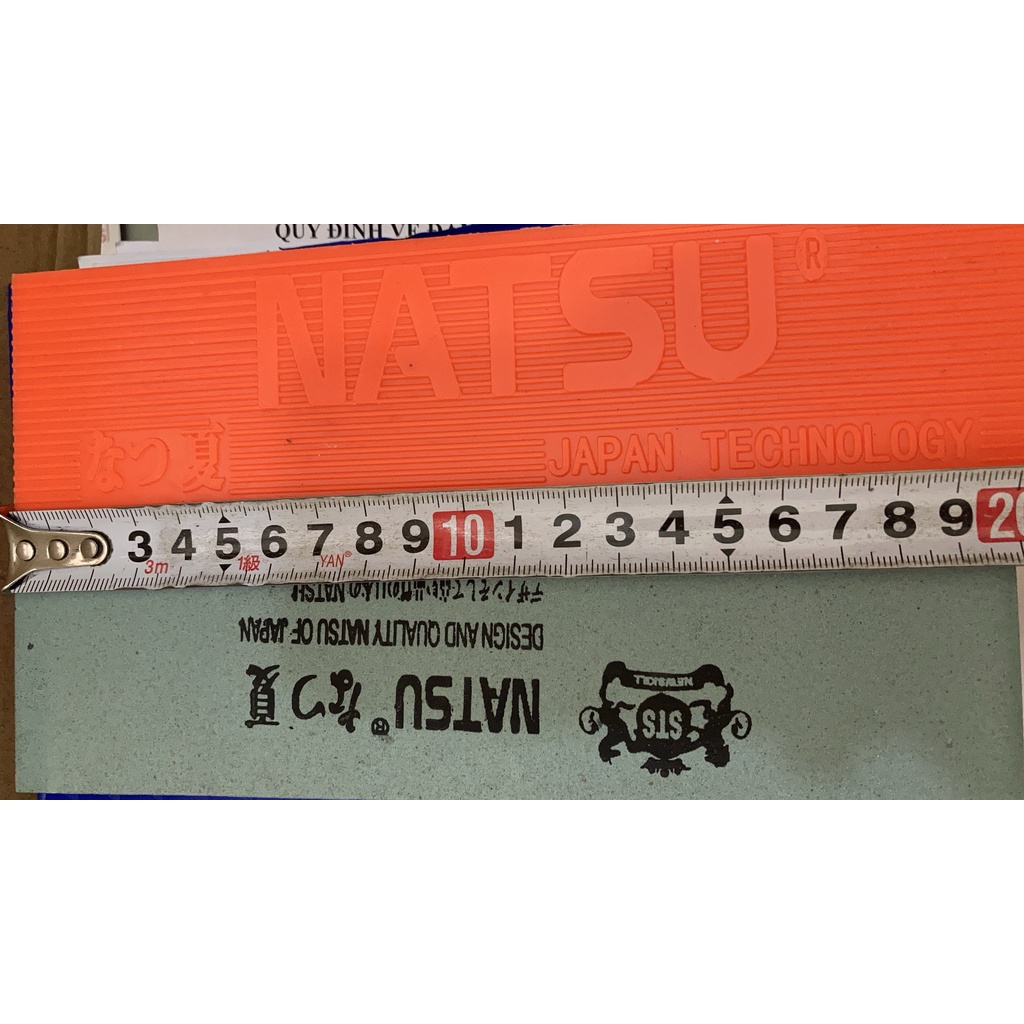 QUY ĐỊNH VỀ
NATSU®
なつ夏
JAPAN TECHNOLOGY
3 4 5 6 7 8 9 10 1 2 3 4 5 6 7 8 9 20
3m 1級 YAN®
DESIGN AND QUALITY NATSU OF JAPAN
NATSU® なつ夏
NEWSKILL
STS